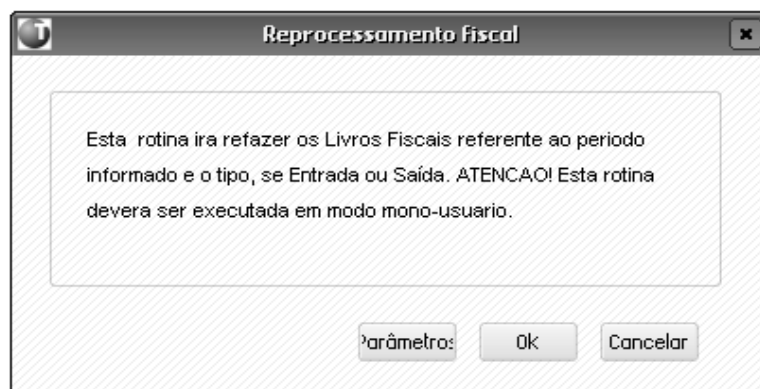 Reprocessamento fiscal
Esta rotina ira refazer os Livros Fiscais referente ao periodo
informado e o tipo, se Entrada ou Saída. ATENCAO! Esta rotina
devera ser executada em modo mono-usuario.
Parâmetros Ok Cancelar